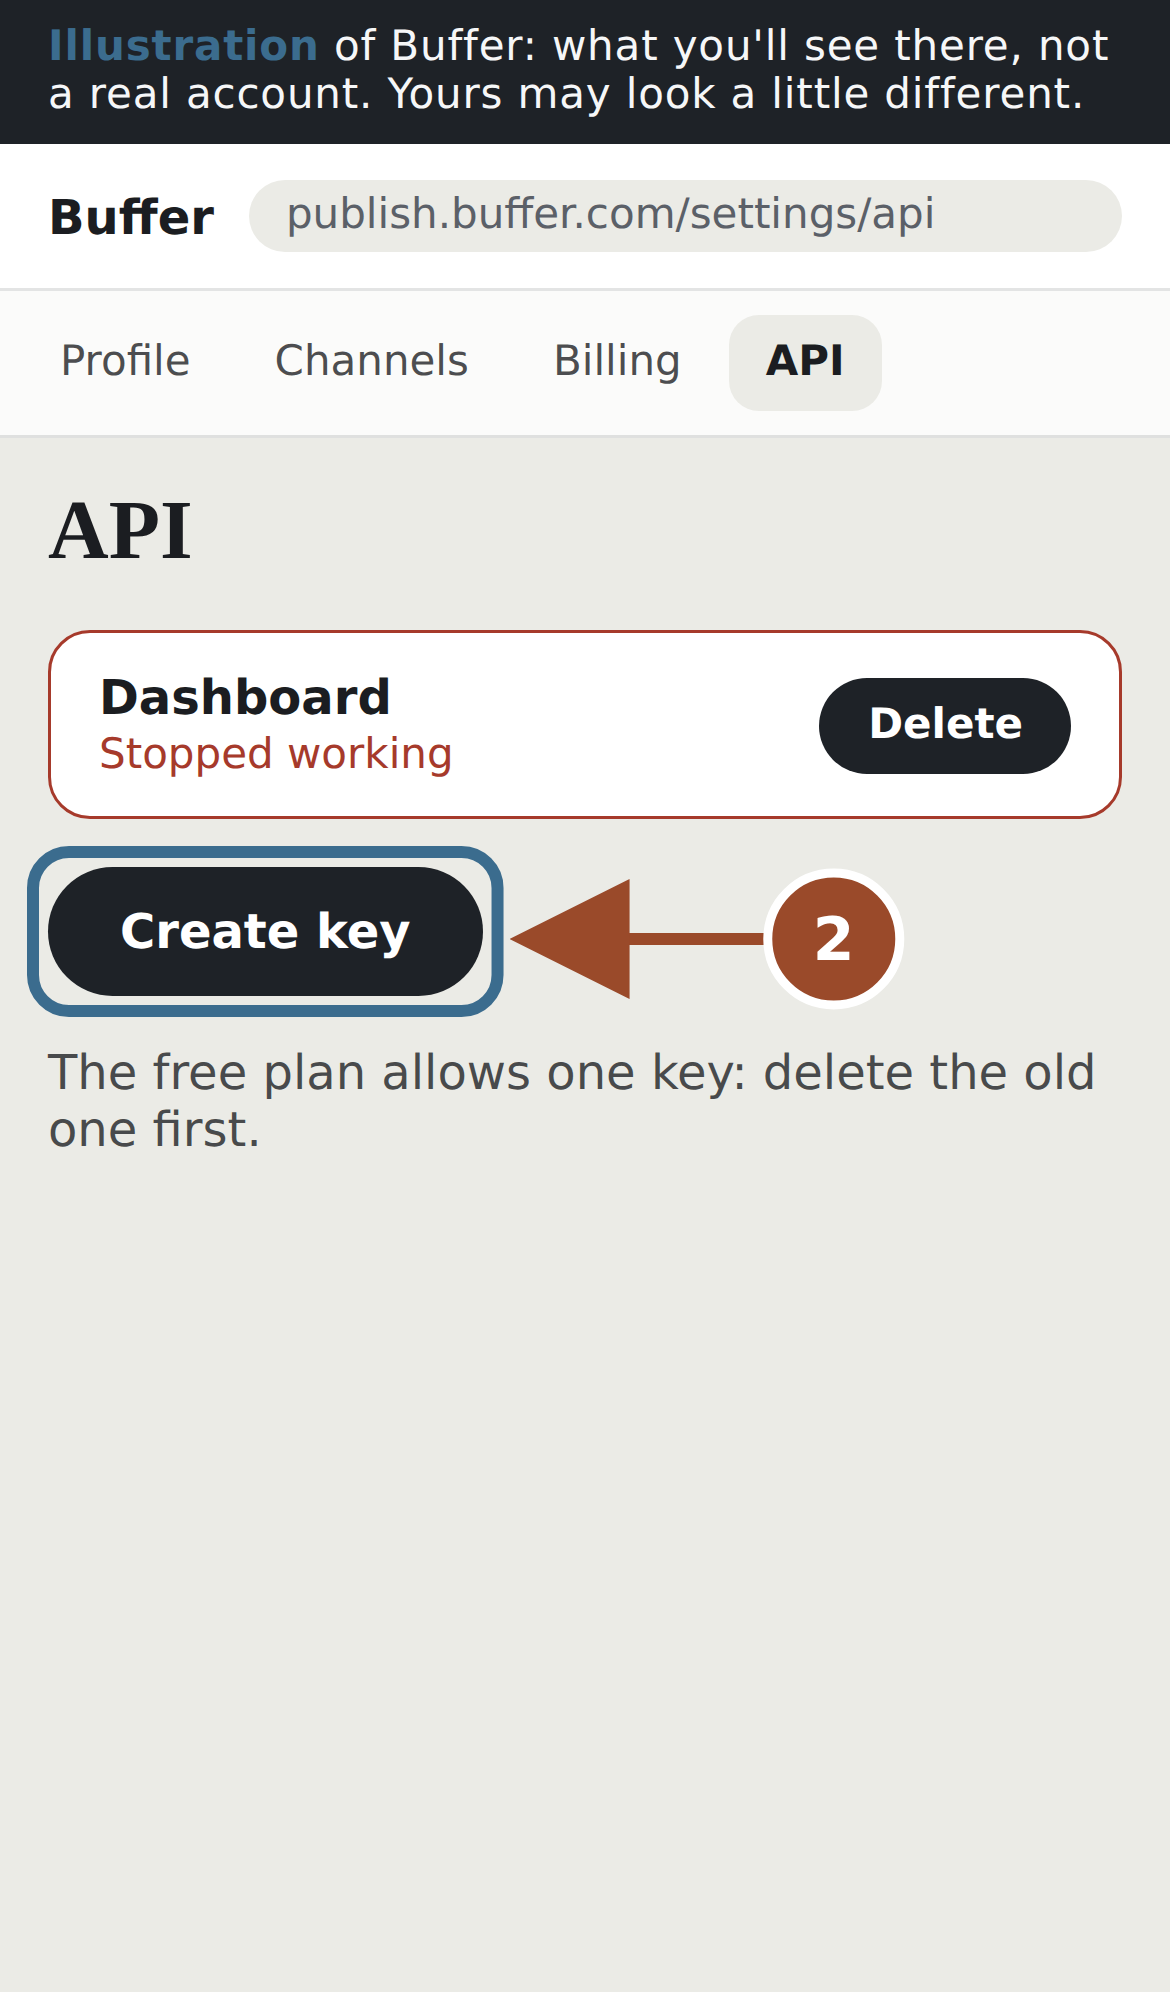 Illustration of Buffer: what you'll see there, not
a real account. Yours may look a little different.
Buffer publish.buffer.com/settings/api
Profile Channels Billing API
API
Dashboard
Stopped working
Delete
Create key
2
The free plan allows one key: delete the old
one first.